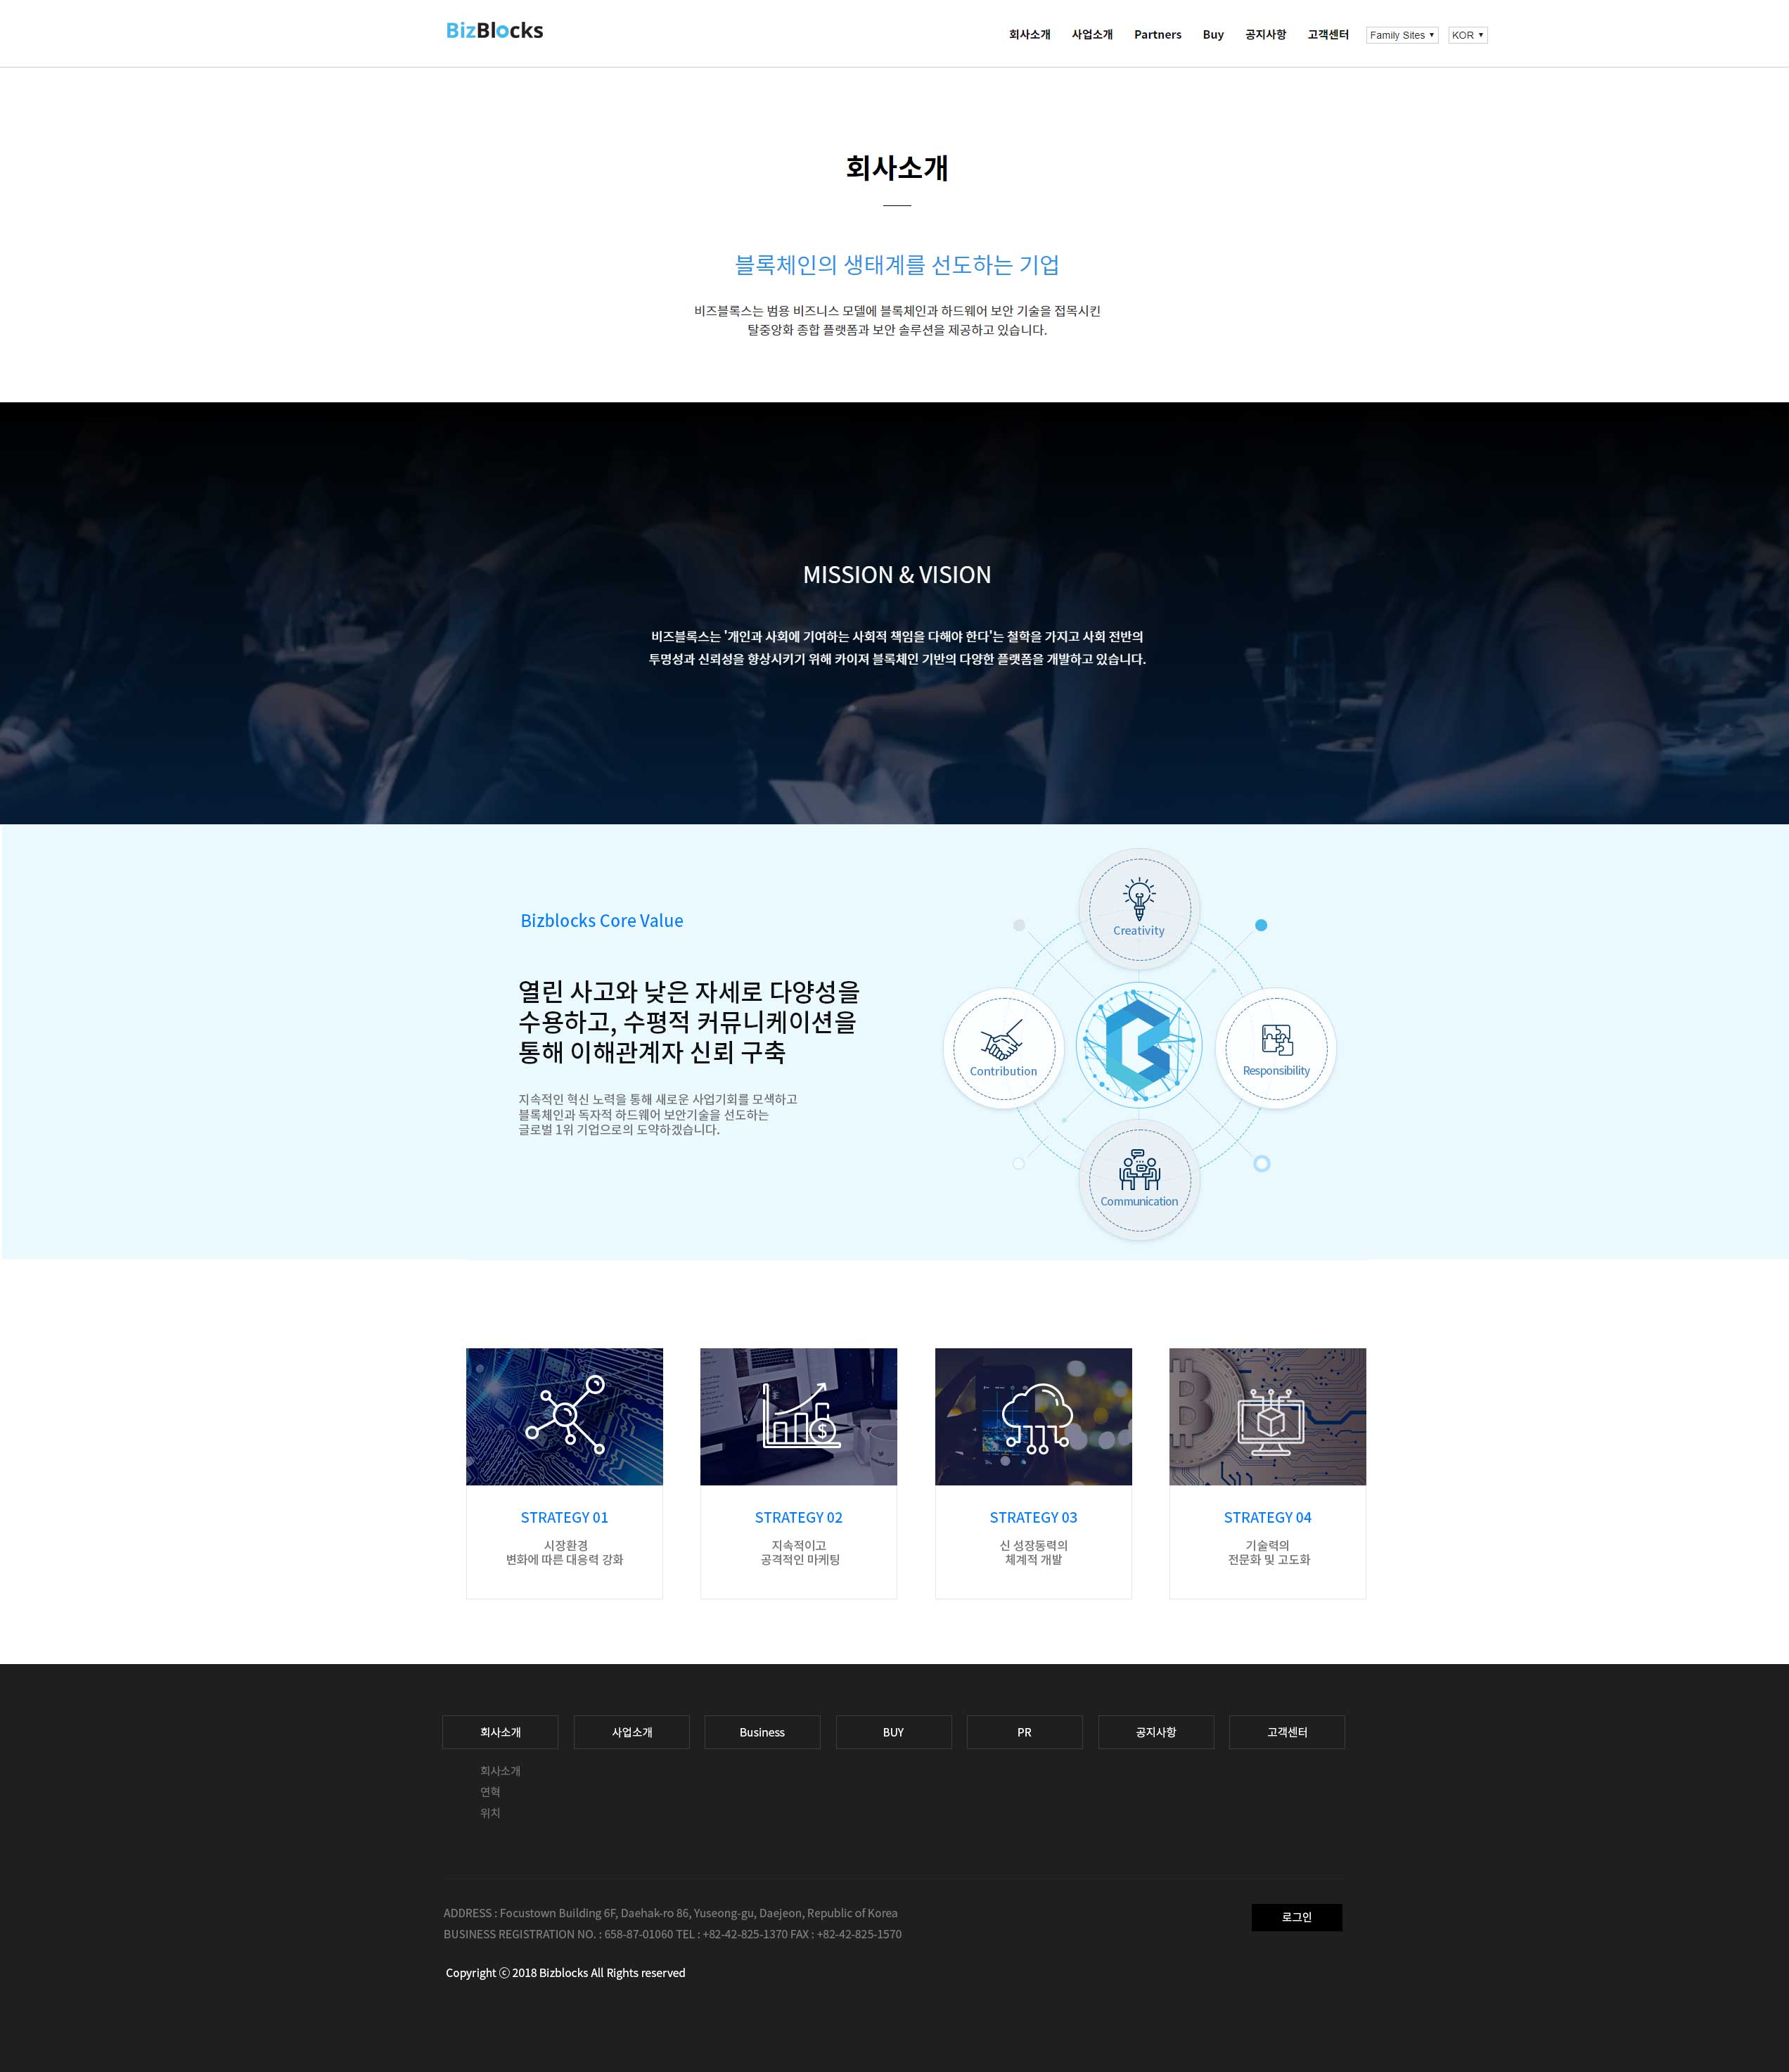 BizBlocks
회사소개 사업소개 Partners Buy 공지사항 고객센터 Family Sites KOR
회사소개
블록체인의 생태계를 선도하는 기업
비즈블록스는 범용 비즈니스 모델에 블록체인과 하드웨어 보안 기술을 접목시킨
탈중앙화 종합 플랫폼과 보안 솔루션을 제공하고 있습니다.
MISSION & VISION
비즈블록스는 '개인과 사회에 기여하는 사회적 책임을 다해야 한다'는 철학을 가지고 사회 전반의
투명성과 신뢰성을 향상시키기 위해 카이져 블록체인 기반의 다양한 플랫폼을 개발하고 있습니다.
Bizblocks Core Value
열린 사고와 낮은 자세로 다양성을
수용하고, 수평적 커뮤니케이션을
통해 이해관계자 신뢰 구축
지속적인 혁신 노력을 통해 새로운 사업기회를 모색하고
블록체인과 독자적 하드웨어 보안기술을 선도하는
글로벌 1위 기업으로의 도약하겠습니다.
Creativity
Contribution
Responsibility
Communication
STRATEGY 01
시장환경
변화에 따른 대응력 강화
STRATEGY 02
지속적이고
공격적인 마케팅
STRATEGY 03
신 성장동력의
체계적 개발
STRATEGY 04
기술력의
전문화 및 고도화
회사소개 사업소개 Business BUY PR 공지사항 고객센터
회사소개
연혁
위치
ADDRESS : Focustown Building 6F, Daehak-ro 86, Yuseong-gu, Daejeon, Republic of Korea
BUSINESS REGISTRATION NO. : 658-87-01060 TEL : +82-42-825-1370 FAX : +82-42-825-1570
로그인
Copyright ⓒ 2018 Bizblocks All Rights reserved